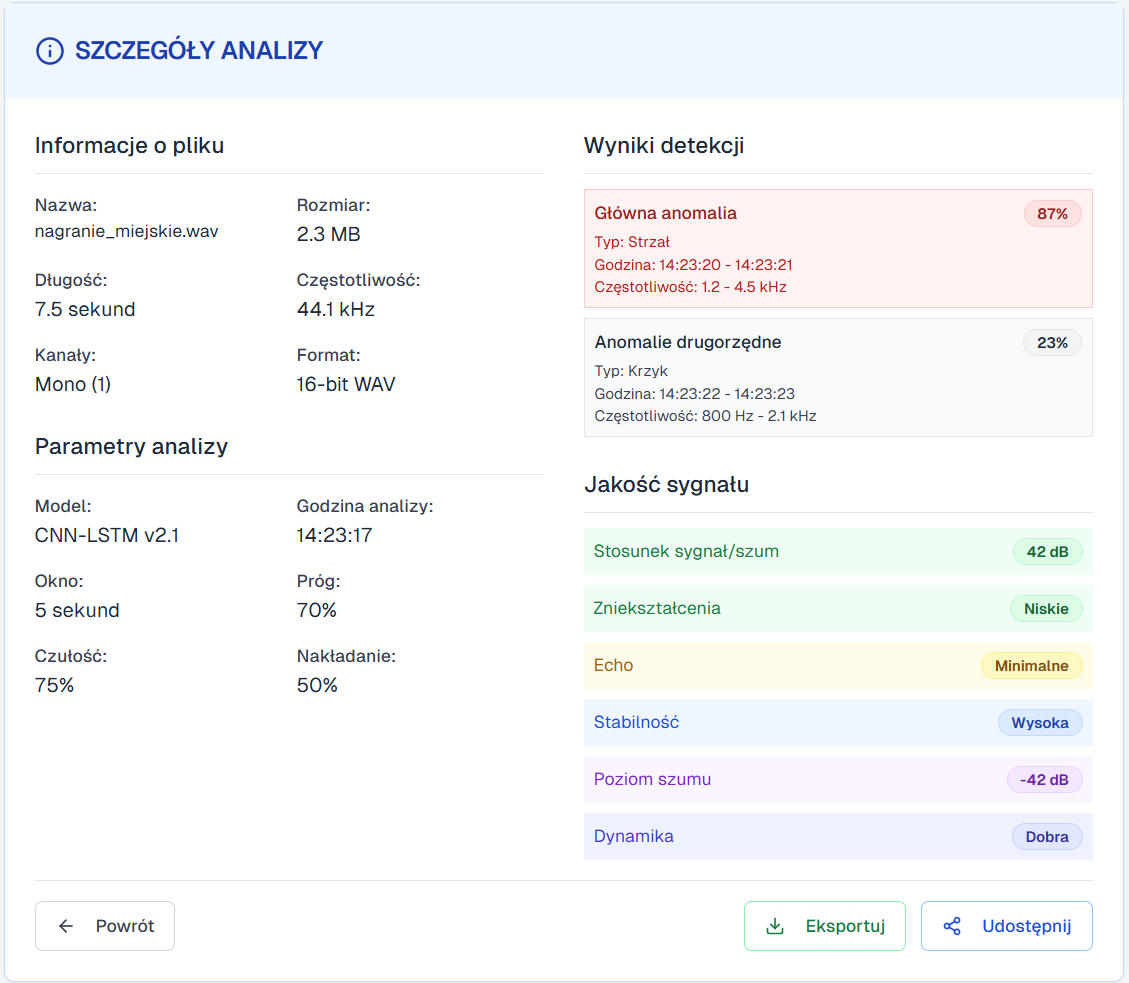 SZCZEGÓŁY ANALIZY
Informacje o pliku
Nazwa:
nagranie_miejskie.wav
Rozmiar:
2.3 MB
Długość:
7.5 sekund
Częstotliwość:
44.1 kHz
Kanały:
Mono (1)
Format:
16-bit WAV
Parametry analizy
Model:
CNN-LSTM v2.1
Godzina analizy:
14:23:17
Okno:
5 sekund
Próg:
70%
Czułość:
75%
Nakładanie:
50%
Wyniki detekcji
Główna anomalia
87%
Typ: Strzał
Godzina: 14:23:20 - 14:23:21
Częstotliwość: 1.2 - 4.5 kHz
Anomalie drugorzędne
23%
Typ: Krzyk
Godzina: 14:23:22 - 14:23:23
Częstotliwość: 800 Hz - 2.1 kHz
Jakość sygnału
Stosunek sygnał/szum
42 dB
Zniekształcenia
Niskie
Echo
Minimalne
Stabilność
Wysoka
Poziom szumu
-42 dB
Dynamika
Dobra
Powrót
Eksportuj
Udostępnij